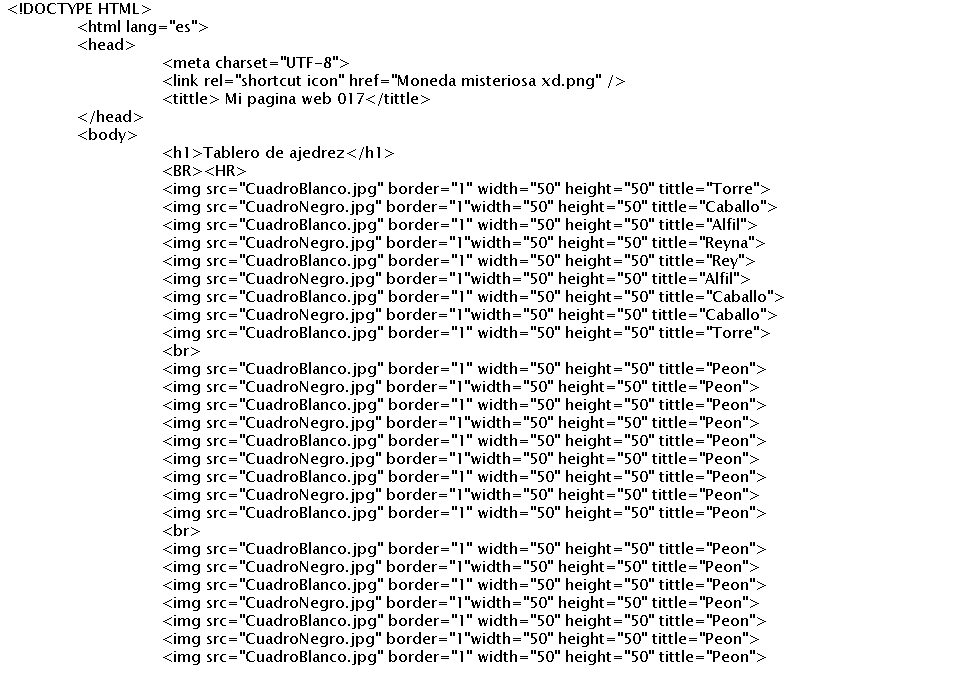 <!DOCTYPE HTML>
<html lang="es">
<head>
<meta charset="UTF-8">
<link rel="shortcut icon" href="Moneda misteriosa xd.png" />
<tittle> Mi pagina web 017</tittle>
</head>
<body>
<h1>Tablero de ajedrez</h1>
<BR><HR>
<img src="CuadroBlanco.jpg" border="1" width="50" height="50" tittle="Torre">
<img src="CuadroNegro.jpg" border="1"width="50" height="50" tittle="Caballo">
<img src="CuadroBlanco.jpg" border="1" width="50" height="50" tittle="Alfil">
<img src="CuadroNegro.jpg" border="1"width="50" height="50" tittle="Reyna">
<img src="CuadroBlanco.jpg" border="1" width="50" height="50" tittle="Rey">
<img src="CuadroNegro.jpg" border="1"width="50" height="50" tittle="Alfil">
<img src="CuadroBlanco.jpg" border="1" width="50" height="50" tittle="Caballo">
<img src="CuadroNegro.jpg" border="1"width="50" height="50" tittle="Caballo">
<img src="CuadroBlanco.jpg" border="1" width="50" height="50" tittle="Torre">
<br>
<img src="CuadroBlanco.jpg" border="1" width="50" height="50" tittle="Peon">
<img src="CuadroNegro.jpg" border="1"width="50" height="50" tittle="Peon">
<img src="CuadroBlanco.jpg" border="1" width="50" height="50" tittle="Peon">
<img src="CuadroNegro.jpg" border="1"width="50" height="50" tittle="Peon">
<img src="CuadroBlanco.jpg" border="1" width="50" height="50" tittle="Peon">
<img src="CuadroNegro.jpg" border="1"width="50" height="50" tittle="Peon">
<img src="CuadroBlanco.jpg" border="1" width="50" height="50" tittle="Peon">
<img src="CuadroNegro.jpg" border="1"width="50" height="50" tittle="Peon">
<img src="CuadroBlanco.jpg" border="1" width="50" height="50" tittle="Peon">
<br>
<img src="CuadroBlanco.jpg" border="1" width="50" height="50" tittle="Peon">
<img src="CuadroNegro.jpg" border="1"width="50" height="50" tittle="Peon">
<img src="CuadroBlanco.jpg" border="1" width="50" height="50" tittle="Peon">
<img src="CuadroNegro.jpg" border="1"width="50" height="50" tittle="Peon">
<img src="CuadroBlanco.jpg" border="1" width="50" height="50" tittle="Peon">
<img src="CuadroNegro.jpg" border="1"width="50" height="50" tittle="Peon">
<img src="CuadroBlanco.jpg" border="1" width="50" height="50" tittle="Peon">